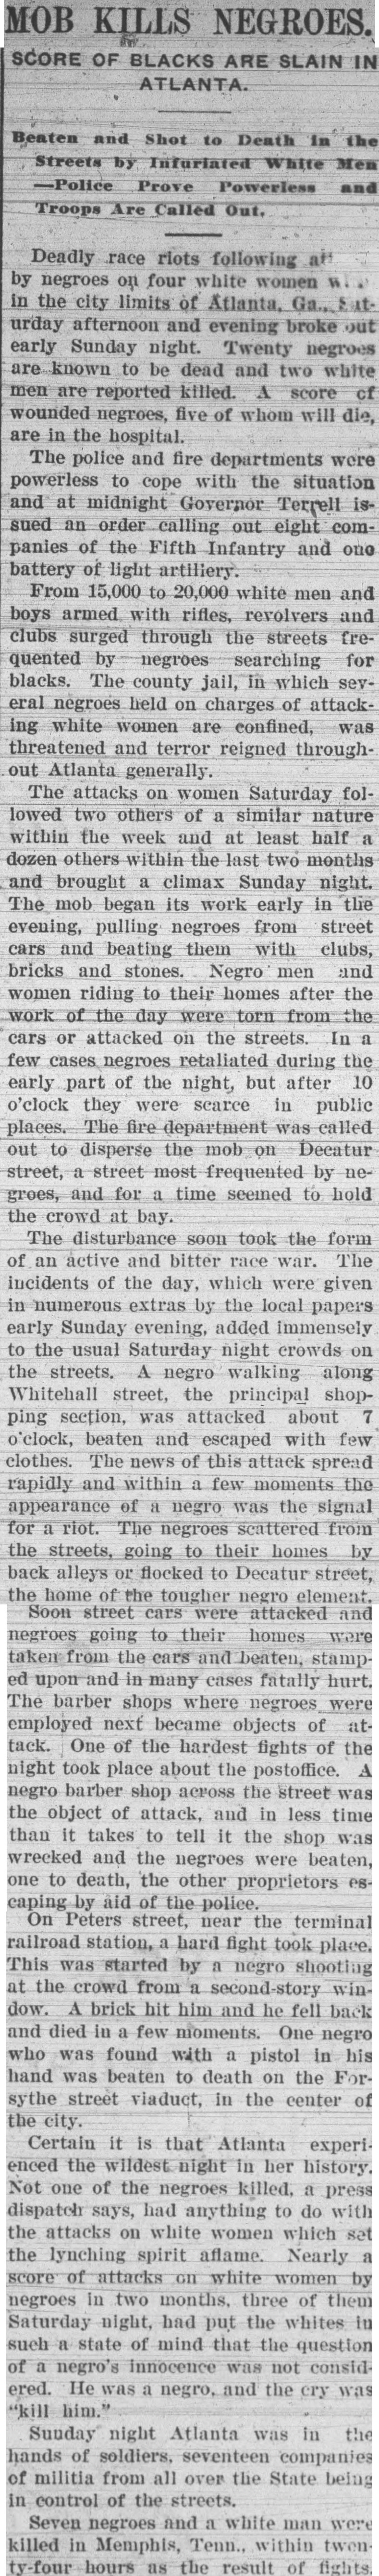 MOB KILLS NEGROES.
SCORE OF BLACKS ARE SLAIN IN
ATLANTA.
Beaten and Shot to Death in the
Streets by Infuriated White Men
—Police Prove Powerless and
Troops Are Called Out.
Deadly race riots following
by negroes on four white women
in the city limits of Atlanta, Ga., Sat-
urday afternoon and evening broke out
early Sunday night. Twenty negroes
are known to be dead and two white
men are reported killed. A score of
wounded negroes, five of whom will die,
are in the hospital.
The police and fire departments were
powerless to cope with the situation
and at midnight Governor Terrell is-
sued an order calling out eight com-
panies of the Fifth Infantry and one
battery of light artillery.
From 15,000 to 20,000 white men and
boys armed with rifles, revolvers and
clubs surged through the streets fre-
quented by negroes searching for
blacks. The county jail, in which sev-
eral negroes held on charges of attack-
ing white women are confined, was
threatened and terror reigned through-
out Atlanta generally.
The attacks on women Saturday fol-
lowed two others of a similar nature
within the week and at least half a
dozen others within the last two months
and brought a climax Sunday night.
The mob began its work early in the
evening, pulling negroes from street
cars and beating them with clubs,
bricks and stones. Negro men and
women riding to their homes after the
work of the day were torn from the
cars or attacked on the streets. In a
few cases negroes retaliated during the
early part of the night, but after 10
o'clock they were scarce in public
places. The fire department was called
out to disperse the mob on Decatur
street, a street most frequented by ne-
groes, and for a time seemed to hold
the crowd at bay.
The disturbance soon took the form
of an active and bitter race war. The
incidents of the day, which were given
in numerous extras by the local papers
early Sunday evening, added immensely
to the usual Saturday night crowds on
the streets. A negro walking along
Whitehall street, the principal shop-
ping section, was attacked about 7
o'clock, beaten and escaped with few
clothes. The news of this attack spread
rapidly and within a few moments the
appearance of a negro was the signal
for a riot. The negroes scattered from
the streets, going to their homes by
back alleys or flocked to Decatur street,
the home of the tougher negro element.
Soon street cars were attacked and
negroes going to their homes were
taken from the cars and beaten, stamp-
ed upon and in many cases fatally hurt.
The barber shops where negroes were
employed next became objects of at-
tack. One of the hardest fights of the
night took place about the postoffice. A
negro barber shop across the street was
the object of attack, and in less time
than it takes to tell it the shop was
wrecked and the negroes were beaten,
one to death, the other proprietors es-
caping by aid of the police.
On Peters street, near the terminal
railroad station, a hard fight took place.
This was started by a negro shooting
at the crowd from a second-story win-
dow. A brick hit him and he fell back
and died in a few moments. One negro
who was found with a pistol in his
hand was beaten to death on the For-
sythe street viaduct, in the center of
the city.
Certain it is that Atlanta experi-
enced the wildest night in her history.
Not one of the negroes killed, a press
dispatch says, had anything to do with
the attacks on white women which set
the lynching spirit aflame. Nearly a
score of attacks on white women by
negroes in two months, three of them
Saturday night, had put the whites in
such a state of mind that the question
of a negro's innocence was not consid-
ered. He was a negro, and the cry was
"kill him."
Sunday night Atlanta was in the
hands of soldiers, seventeen companies
of militia from all over the State being
in control of the streets.
Seven negroes and a white man were
killed in Memphis, Tenn., within twen-
ty-four hours as the result of fights.